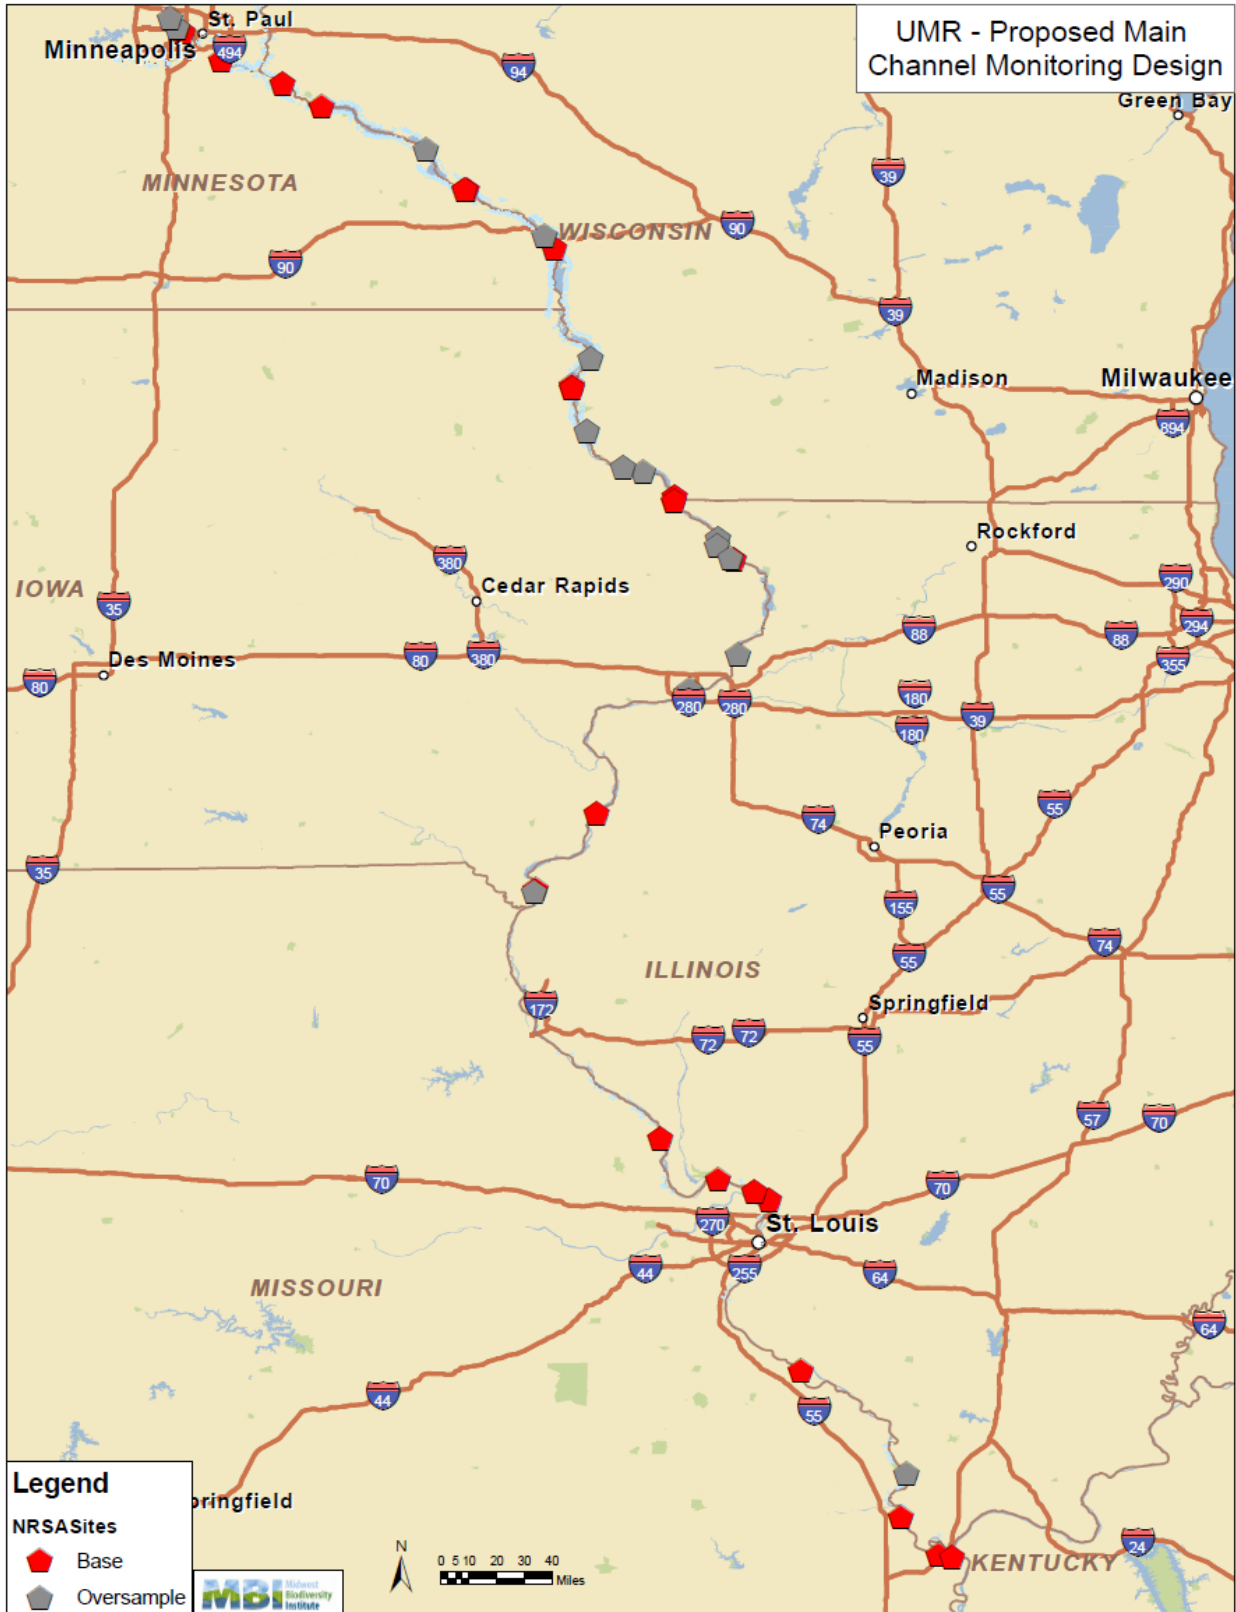 UMR - Proposed Main
Channel Monitoring Design
St. Paul
Minneapolis
494
94
Green Bay
39
MINNESOTA
WISCONSIN
90
90
39
Madison
Milwaukee
894
Rockford
380
IOWA
Cedar Rapids
35
290
294
88
88
355
Des Moines
80
380
80
180
280
280
39
180
55
74
Peoria
35
55
155
74
55
ILLINOIS
172
Springfield
72
72
55
57
70
70
70
270
St. Louis
44
255
64
MISSOURI
64
44
55
Legend
pringfield
NRSASites
Base
Oversample
MBI
Midwest
Biodiversity
Institute
N
0 5 10 20 30 40
Miles
24
KENTUCKY